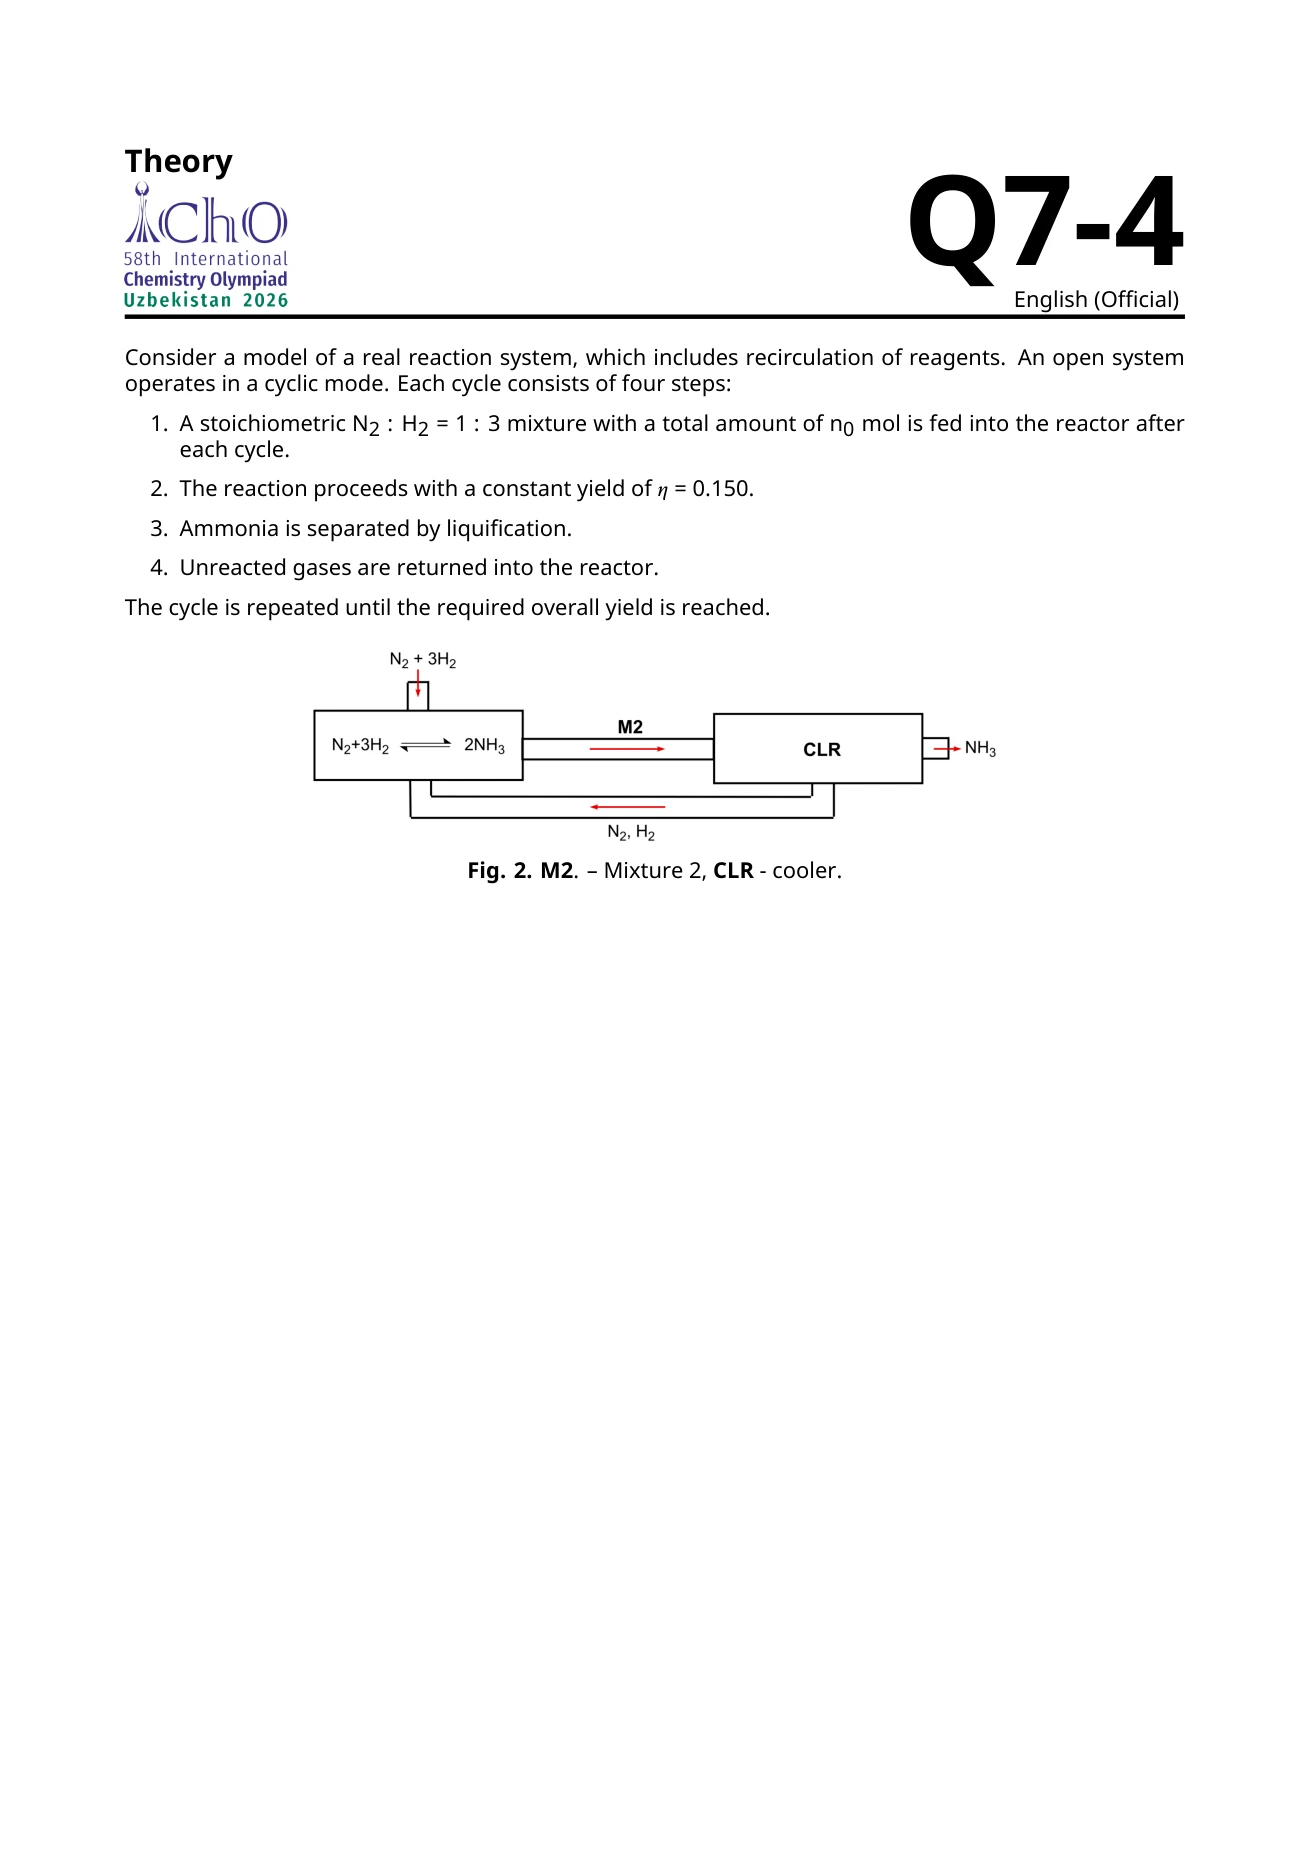 Theory
ichO
58th International
Chemistry Olympiad
Uzbekistan 2026
Q7-4
English (Official)
Consider a model of a real reaction system, which includes recirculation of reagents. An open system
operates in a cyclic mode. Each cycle consists of four steps:
1. A stoichiometric N2 : H2 = 1 : 3 mixture with a total amount of n0 mol is fed into the reactor after
each cycle.
2. The reaction proceeds with a constant yield of η = 0.150.
3. Ammonia is separated by liquification.
4. Unreacted gases are returned into the reactor.
The cycle is repeated until the required overall yield is reached.
N2 + 3H2
M2
N2+3H2 ⇌ 2NH3
CLR
NH3
N2, H2
Fig. 2. M2. – Mixture 2, CLR - cooler.